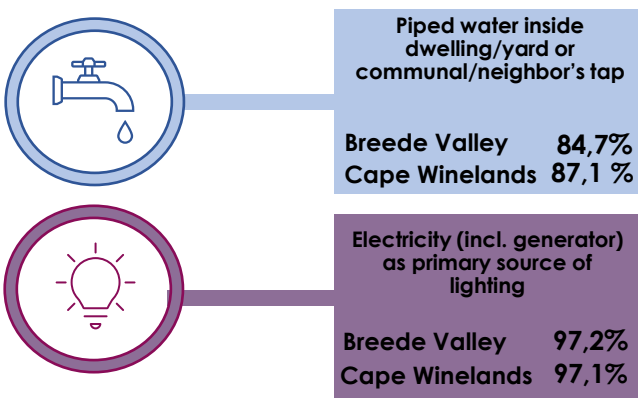 Piped water inside
dwelling/yard or
communal/neighbor's tap
Breede Valley 84,7%
Cape Winelands 87,1 %
Electricity (incl. generator)
as primary source of
lighting
Breede Valley 97,2%
Cape Winelands 97,1%